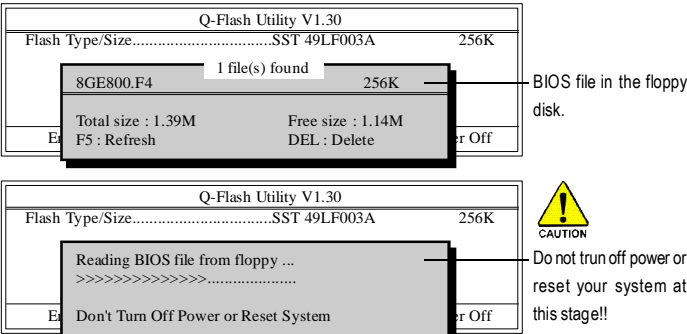 Q-Flash Utility V1.30
Flash Type/Size.................................SST 49LF003A 256K
1 file(s) found
8GE800.F4 256K
Total size : 1.39M Free size : 1.14M
F5 : Refresh DEL : Delete
er Off
BIOS file in the floppy
disk.
Q-Flash Utility V1.30
Flash Type/Size.................................SST 49LF003A 256K
Reading BIOS file from floppy ...
>>>>>>>>>>>>>>.....................
Don't Turn Off Power or Reset System
er Off
CAUTION
Do not trun off power or
reset your system at
this stage!!